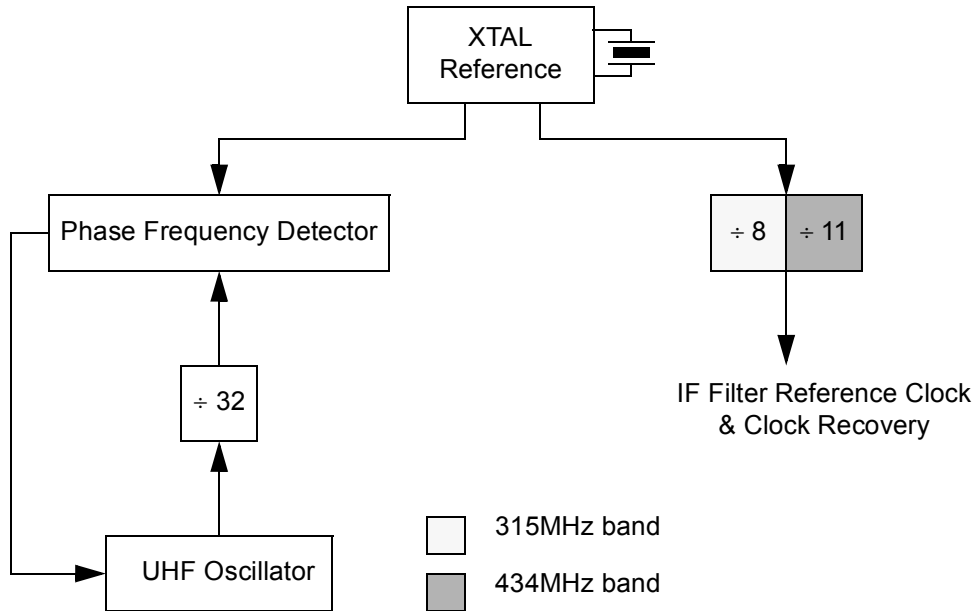 XTAL
Reference
Phase Frequency Detector
÷ 8
÷ 11
÷ 32
IF Filter Reference Clock
& Clock Recovery
315MHz band
UHF Oscillator
434MHz band